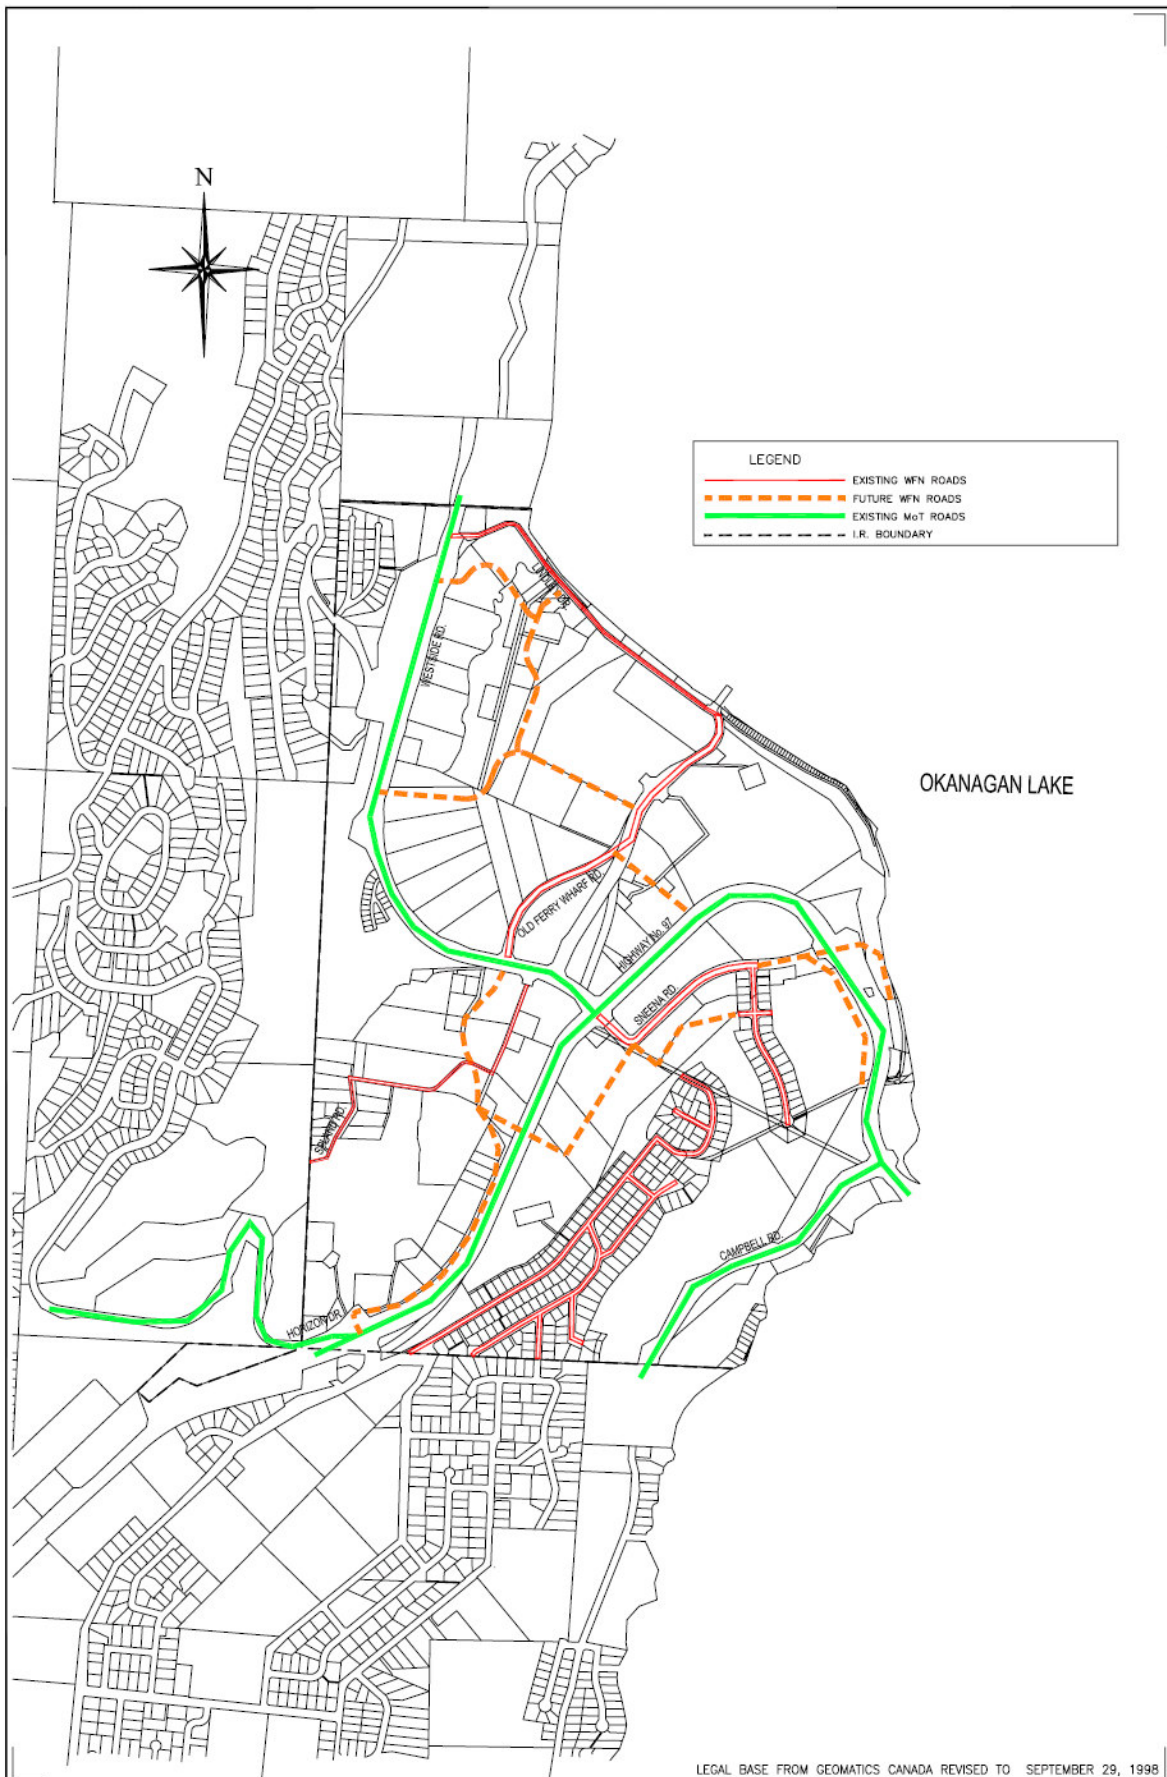 N
LEGEND
EXISTING WFN ROADS
FUTURE WFN ROADS
EXISTING MoT ROADS
I.R. BOUNDARY
WESTSIDE RD.
OKANAGAN LAKE
OLD FERRY WHARF RD.
HIGHWAY No. 97
SNEENA RD.
CAMPBELL RD.
HORIZON DR
LEGAL BASE FROM GEOMATICS CANADA REVISED TO SEPTEMBER 29, 1998